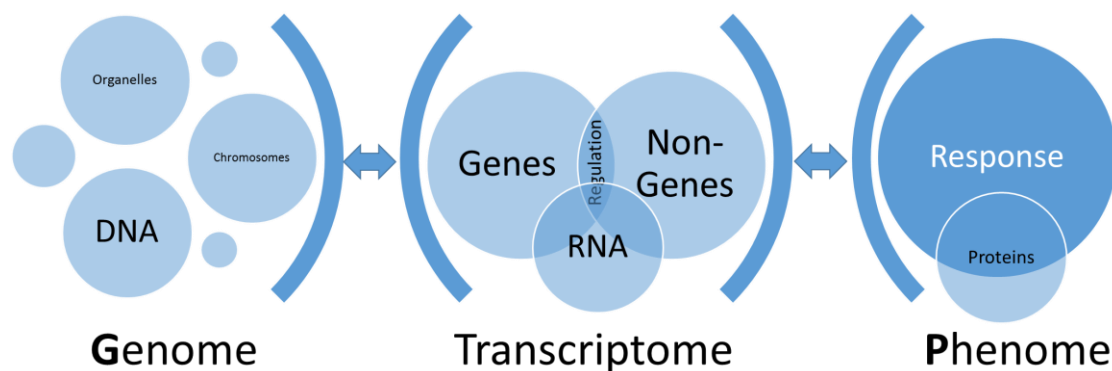 Organelles
Chromosomes
DNA
Genes
Regulation
Non-
Genes
RNA
Response
Proteins
Genome
Transcriptome
Phenome